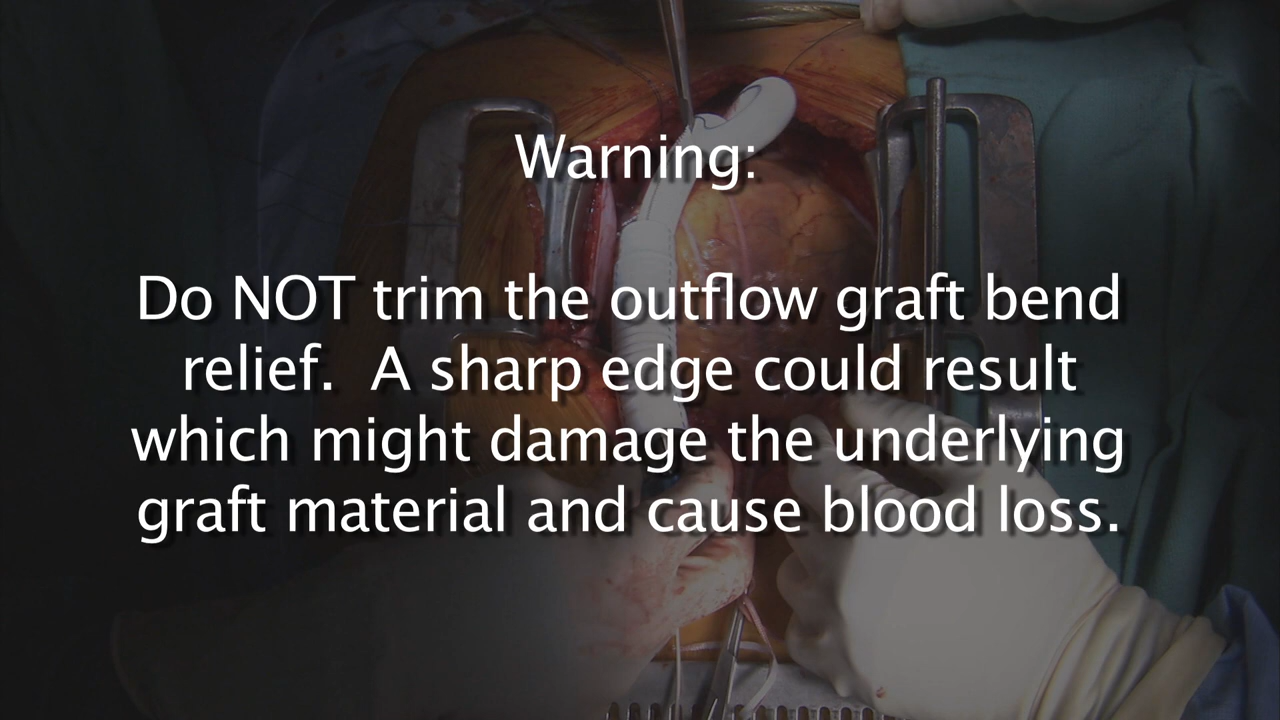 Warning:
Do NOT trim the outflow graft bend
relief.  A sharp edge could result
which might damage the underlying
graft material and cause blood loss.